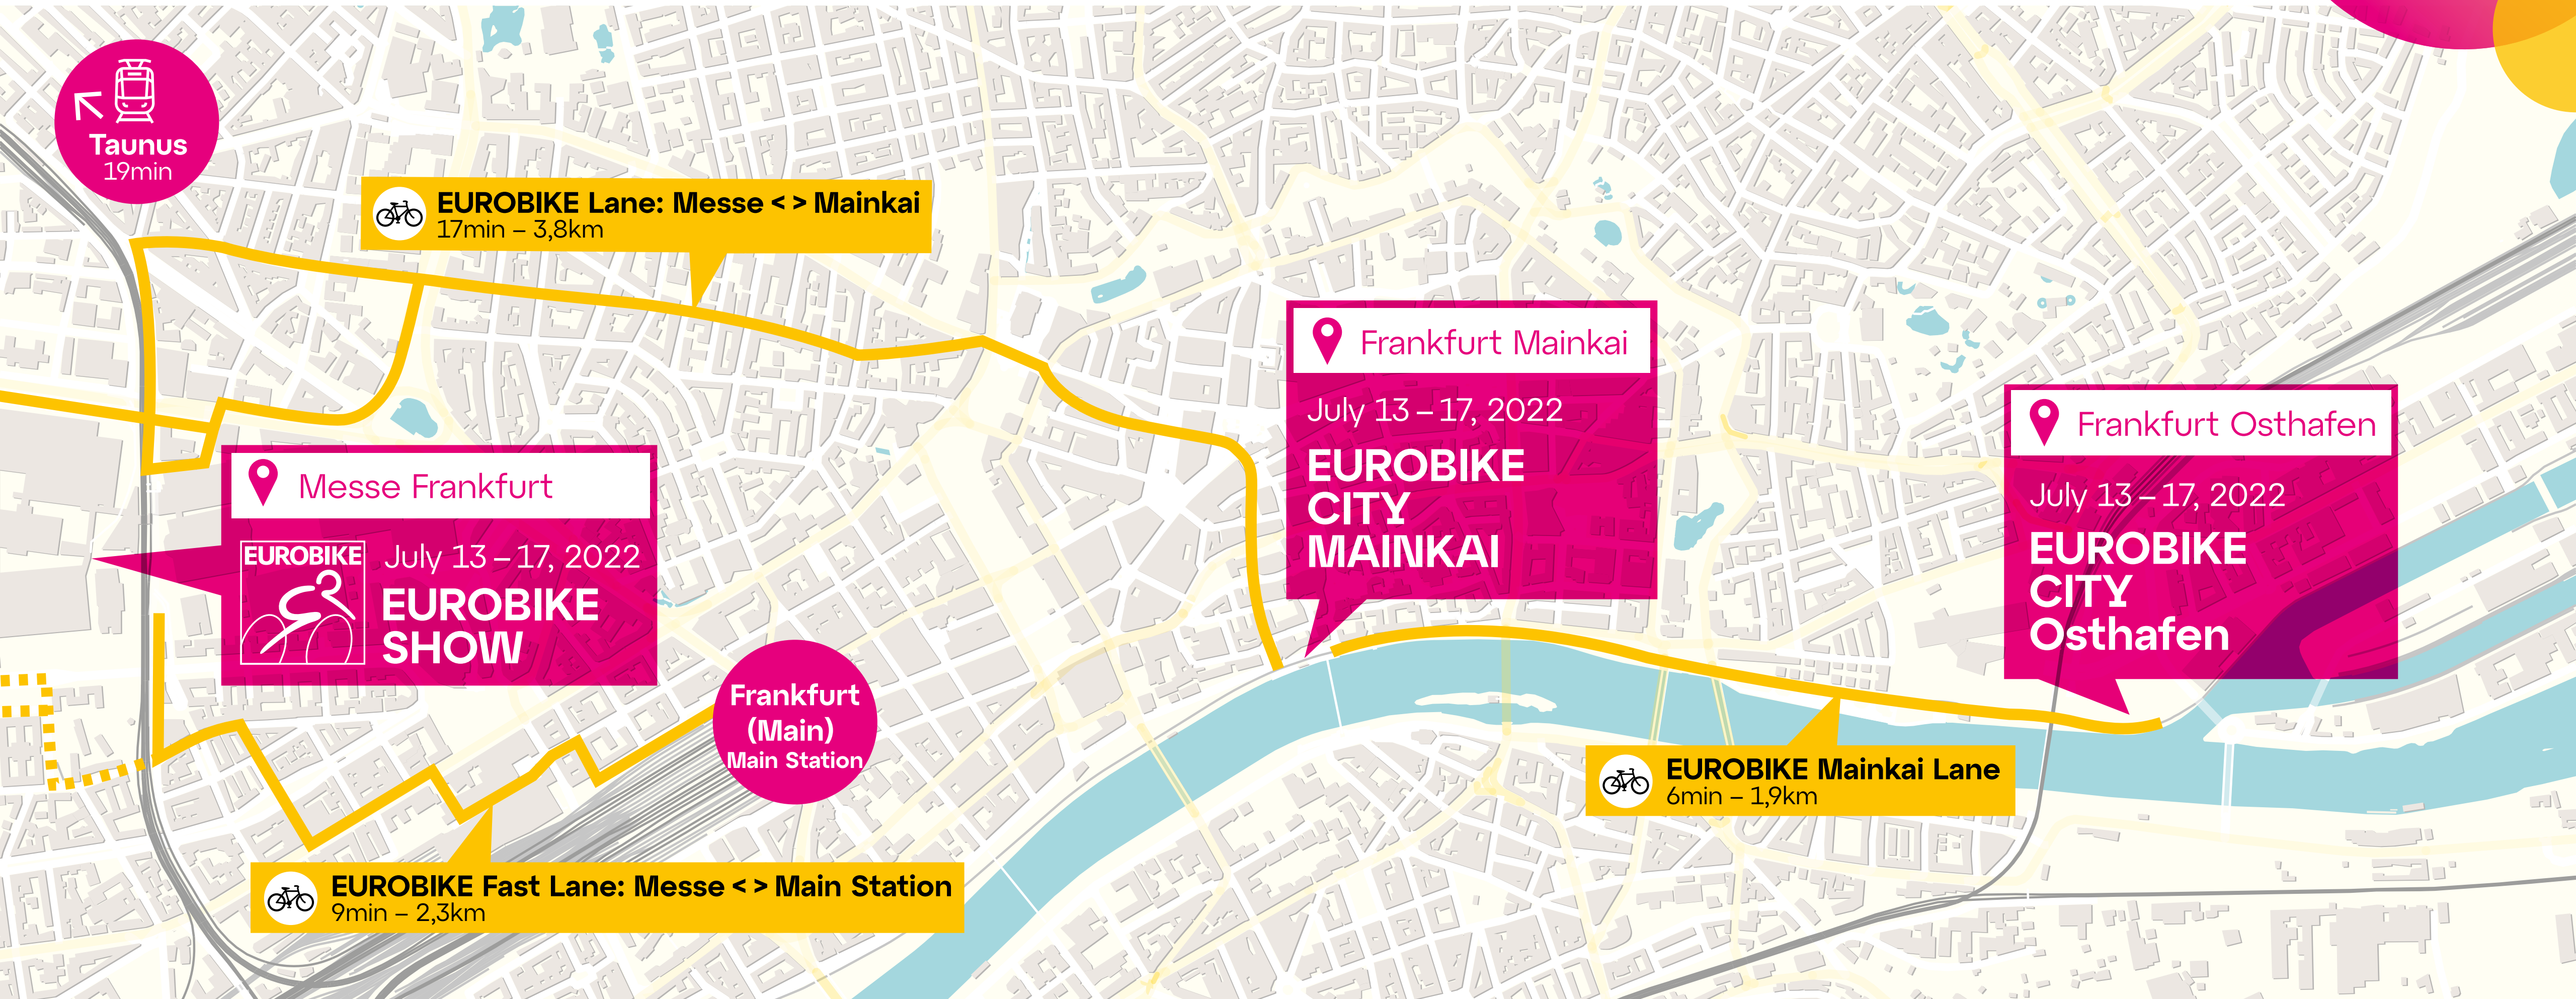 Taunus
19min
EUROBIKE Lane: Messe < > Mainkai
17min – 3,8km
Messe Frankfurt
EUROBIKE
July 13 – 17, 2022
EUROBIKE
SHOW
Frankfurt
(Main)
Main Station
EUROBIKE Fast Lane: Messe < > Main Station
9min – 2,3km
Frankfurt Mainkai
July 13 – 17, 2022
EUROBIKE
CITY
MAINKAI
EUROBIKE Mainkai Lane
6min – 1,9km
Frankfurt Osthafen
July 13 – 17, 2022
EUROBIKE
CITY
Osthafen